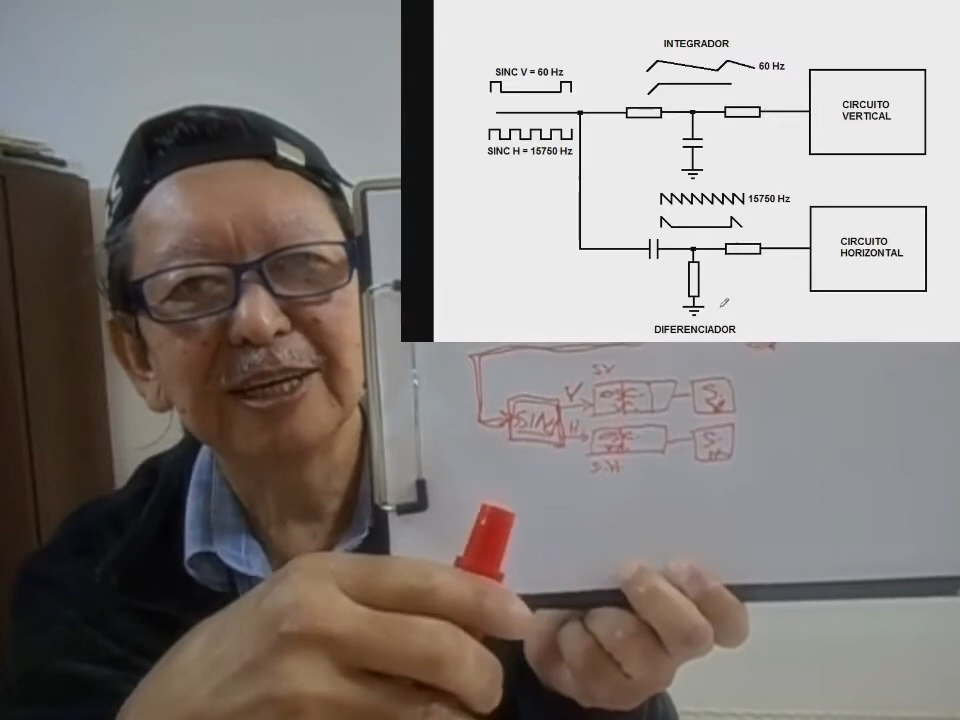 INTEGRADOR
SINC V = 60 Hz
60 Hz
CIRCUITO
VERTICAL
SINC H = 15750 Hz
15750 Hz
CIRCUITO
HORIZONTAL
DIFERENCIADOR
V
H